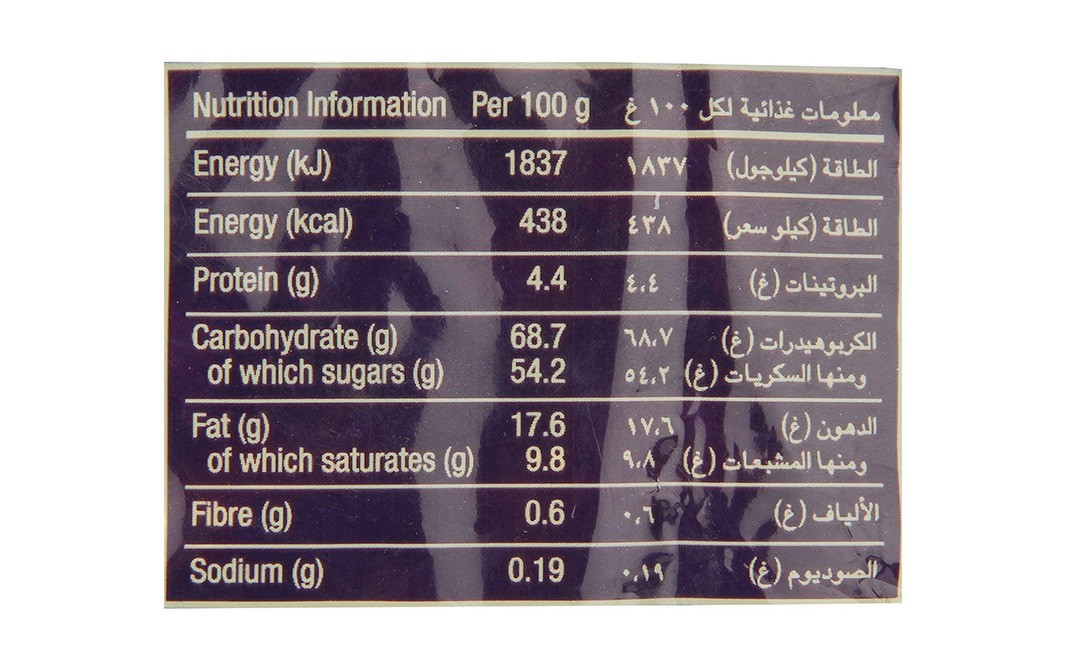 Nutrition Information Per 100 g معلومات غذائية لكل ١٠٠ غ
Energy (kJ) 1837 ١٨٣٧ الطاقة (كيلوجول)
Energy (kcal) 438 ٤٣٨ الطاقة (كيلو سعر)
Protein (g) 4.4 ٤،٤ البروتينات (غ)
Carbohydrate (g) 68.7 ٦٨،٧ الكربوهيدرات (غ)
of which sugars (g) 54.2 ٥٤،٢ ومنها السكريات (غ)
Fat (g) 17.6 ١٧،٦ الدهون (غ)
of which saturates (g) 9.8 ٩،٨ ومنها المشبعات (غ)
Fibre (g) 0.6 ٠،٦ الألياف (غ)
Sodium (g) 0.19 ٠،١٩ الصوديوم (غ)